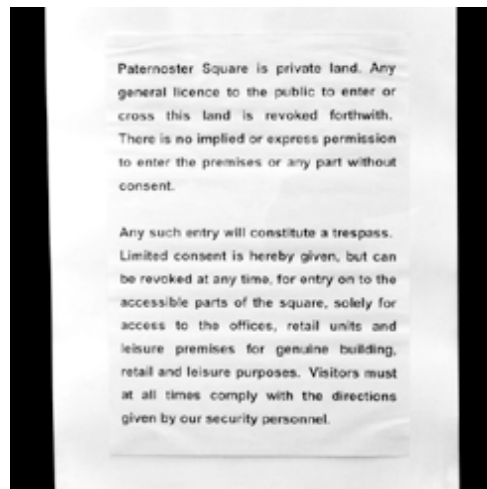 Paternoster Square is private land. Any
general licence to the public to enter or
cross this land is revoked forthwith.
There is no implied or express permission
to enter the premises or any part without
consent.
Any such entry will constitute a trespass.
Limited consent is hereby given, but can
be revoked at any time, for entry on to the
accessible parts of the square, solely for
access to the offices, retail units and
leisure premises for genuine building,
retail and leisure purposes. Visitors must
at all times comply with the directions
given by our security personnel.